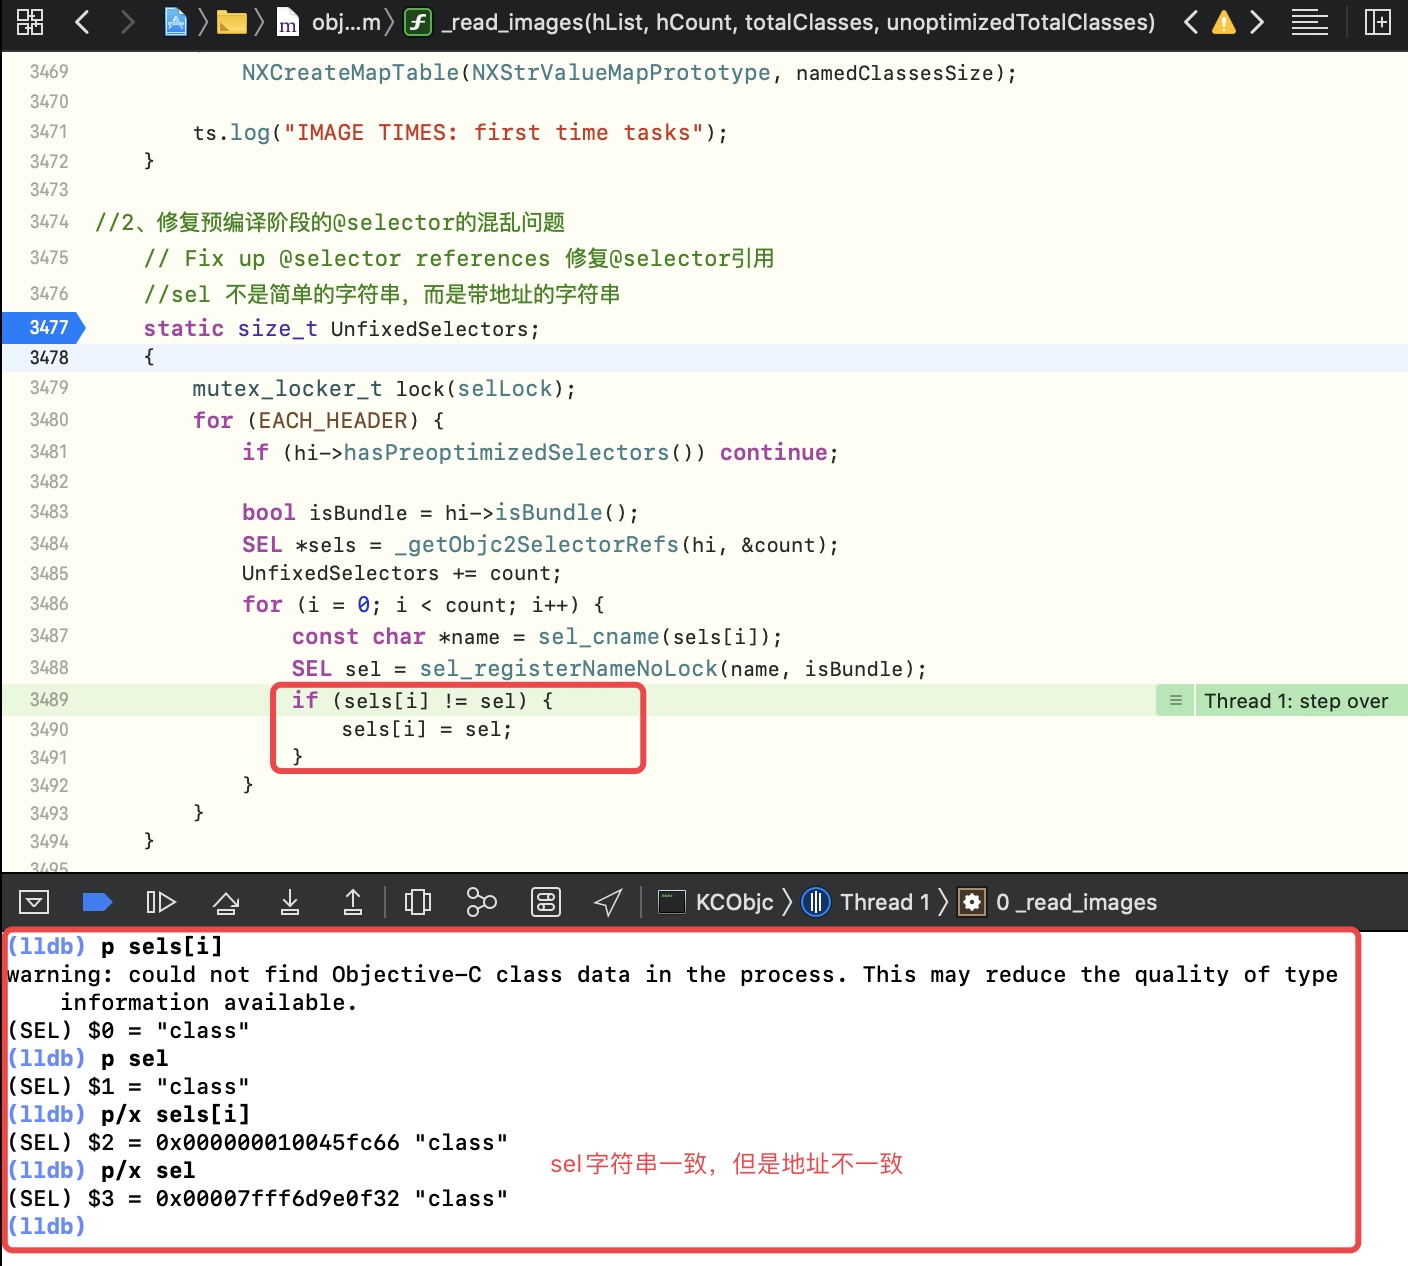 obj...m _read_images(hList, hCount, totalClasses, unoptimizedTotalClasses)
3469 NXCreateMapTable(NXStrValueMapPrototype, namedClassesSize);
3470
3471 ts.log("IMAGE TIMES: first time tasks");
3472 }
3473
3474 //2、修复预编译阶段的@selector的混乱问题
3475 // Fix up @selector references 修复@selector引用
3476 //sel 不是简单的字符串，而是带地址的字符串
3477 static size_t UnfixedSelectors;
3478 {
3479 mutex_locker_t lock(selLock);
3480 for (EACH_HEADER) {
3481 if (hi->hasPreoptimizedSelectors()) continue;
3482
3483 bool isBundle = hi->isBundle();
3484 SEL *sels = _getObjc2SelectorRefs(hi, &count);
3485 UnfixedSelectors += count;
3486 for (i = 0; i < count; i++) {
3487 const char *name = sel_cname(sels[i]);
3488 SEL sel = sel_registerNameNoLock(name, isBundle);
3489 if (sels[i] != sel) { Thread 1: step over
3490 sels[i] = sel;
3491 }
3492 }
3493 }
3494 }
3495
KCObjc Thread 1 0 _read_images
(lldb) p sels[i]
warning: could not find Objective-C class data in the process. This may reduce the quality of type
information available.
(SEL) $0 = "class"
(lldb) p sel
(SEL) $1 = "class"
(lldb) p/x sels[i]
(SEL) $2 = 0x000000010045fc66 "class"
(lldb) p/x sel
sel字符串一致，但是地址不一致
(SEL) $3 = 0x00007fff6d9e0f32 "class"
(lldb)